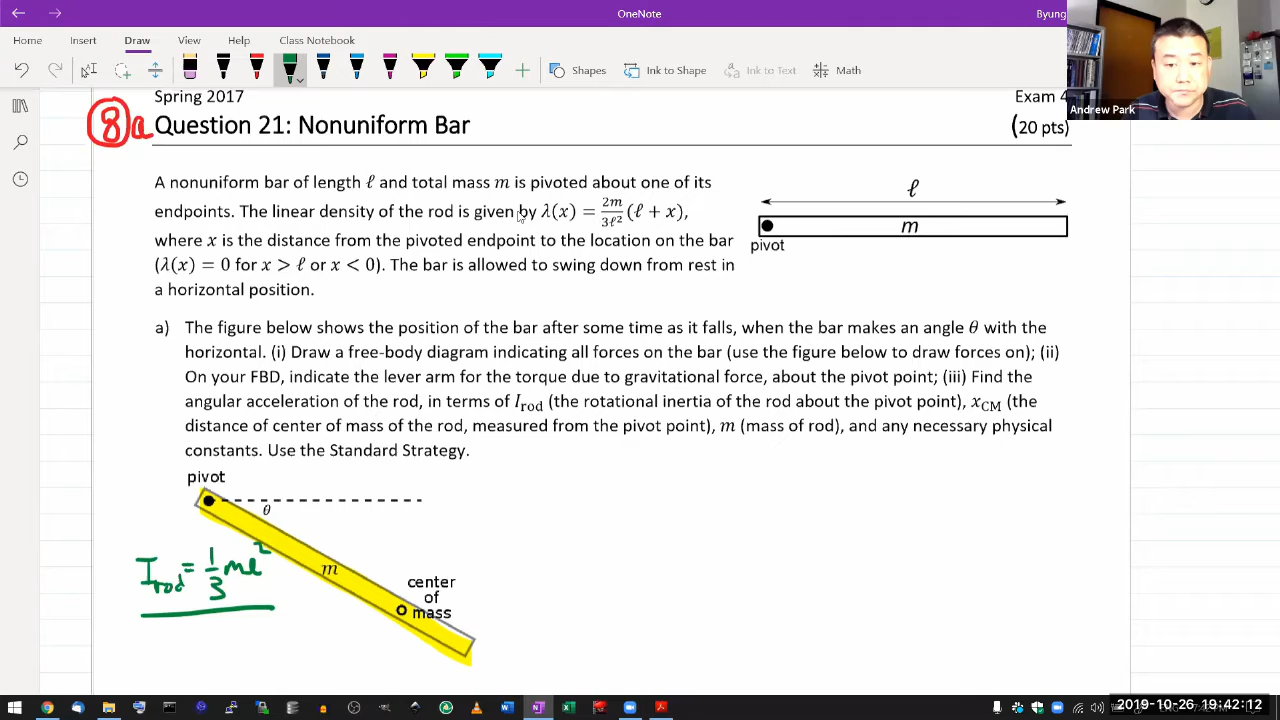 OneNote
Byung
Home Insert Draw View Help Class Notebook
Shapes Ink to Shape Ink to Text Math
Andrew Park
Spring 2017 Exam 4
8a Question 21: Nonuniform Bar (20 pts)
A nonuniform bar of length ℓ and total mass m is pivoted about one of its
endpoints. The linear density of the rod is given by λ(x) = 2m/3ℓ² (ℓ + x),
where x is the distance from the pivoted endpoint to the location on the bar
(λ(x) = 0 for x > ℓ or x < 0). The bar is allowed to swing down from rest in
a horizontal position.
ℓ
m
pivot
a) The figure below shows the position of the bar after some time as it falls, when the bar makes an angle θ with the
horizontal. (i) Draw a free-body diagram indicating all forces on the bar (use the figure below to draw forces on); (ii)
On your FBD, indicate the lever arm for the torque due to gravitational force, about the pivot point; (iii) Find the
angular acceleration of the rod, in terms of I_rod (the rotational inertia of the rod about the pivot point), x_CM (the
distance of center of mass of the rod, measured from the pivot point), m (mass of rod), and any necessary physical
constants. Use the Standard Strategy.
pivot
θ
I_rod = 1/3 mℓ²
m
center
of
mass
2019-10-26 19:42:12